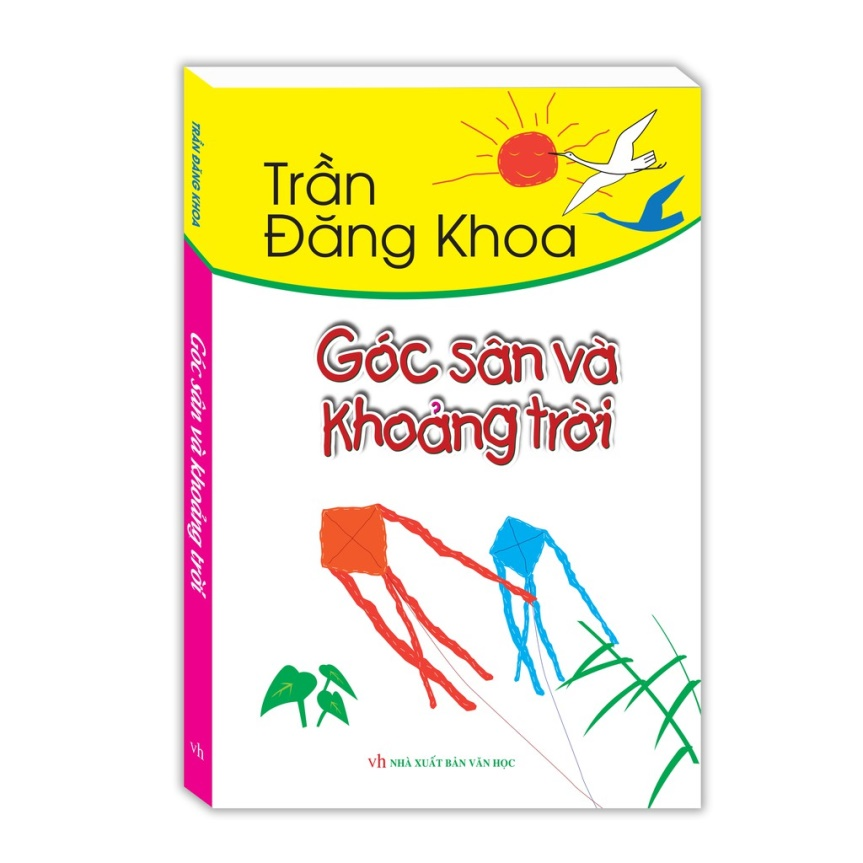 TRẦN ĐĂNG KHOA
Góc sân và khoảng trời
vh
Trần
Đăng Khoa
Góc sân và
khoảng trời
vh NHÀ XUẤT BẢN VĂN HỌC